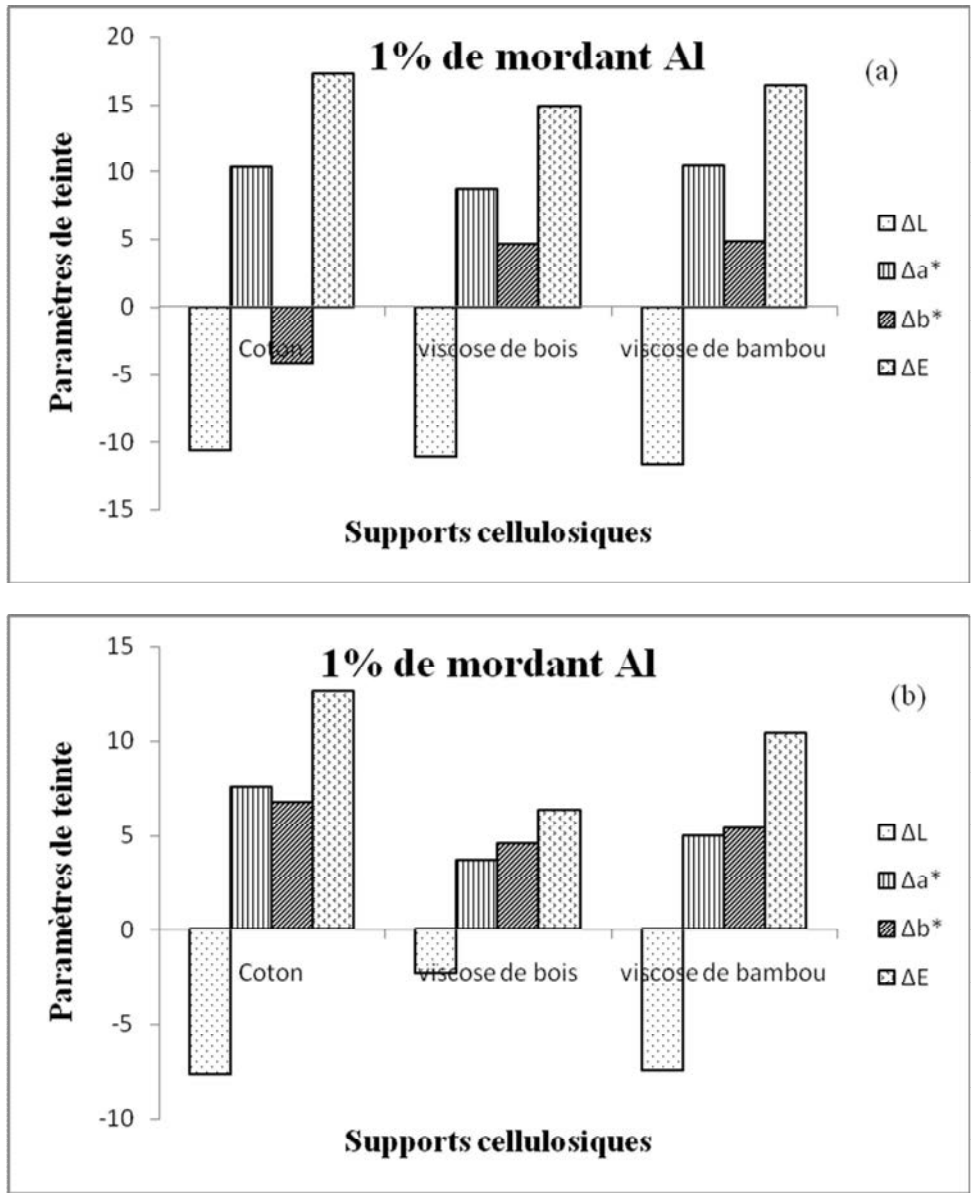 1% de mordant Al
(a)
20
15
10
5
0
-5
-10
-15
Paramètres de teinte
Coton
viscose de bois
viscose de bambou
Supports cellulosiques
ΔL
Δa*
Δb*
ΔE
1% de mordant Al
(b)
15
10
5
0
-5
-10
Paramètres de teinte
Coton
viscose de bois
viscose de bambou
Supports cellulosiques
ΔL
Δa*
Δb*
ΔE